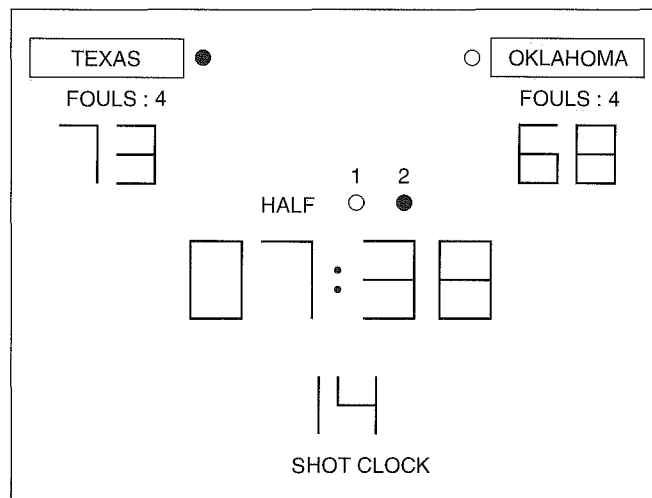 TEXAS OKLAHOMA
FOULS : 4 FOULS : 4
73 68
1 2
HALF
07:38
14
SHOT CLOCK